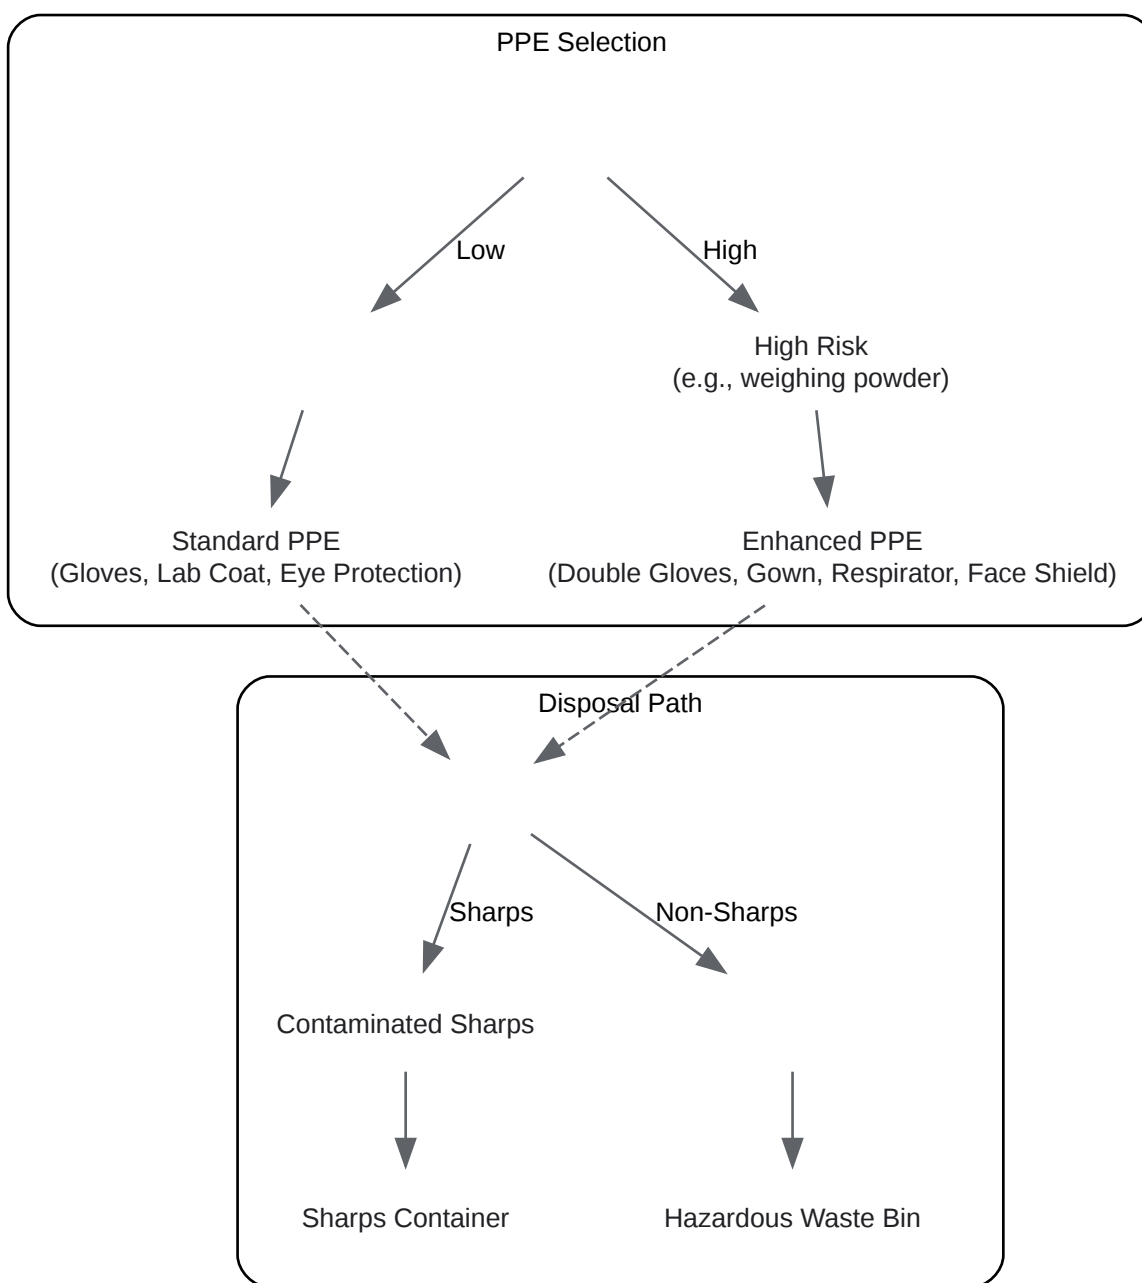 PPE Selection
Low
High
High Risk
(e.g., weighing powder)
Standard PPE
(Gloves, Lab Coat, Eye Protection)
Enhanced PPE
(Double Gloves, Gown, Respirator, Face Shield)
Disposal Path
Sharps
Non-Sharps
Contaminated Sharps
Sharps Container
Hazardous Waste Bin